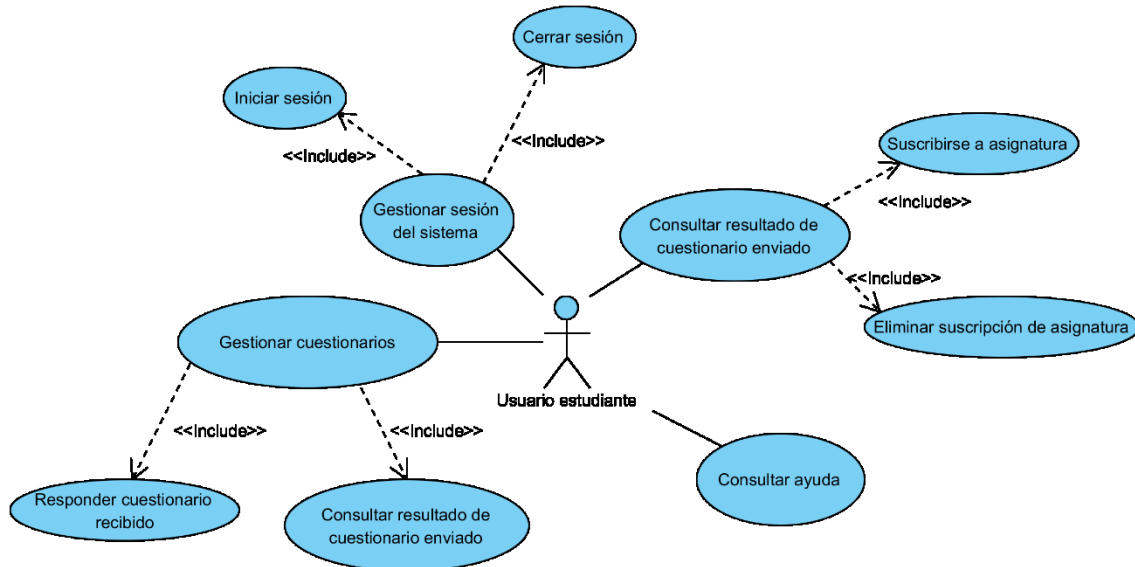 Cerrar sesión
Iniciar sesión
<<Include>>
<<Include>>
Suscribirse a asignatura
<<Include>>
Gestionar sesión
del sistema
Consultar resultado de
cuestionario enviado
<<Include>>
Eliminar suscripción de asignatura
Gestionar cuestionarios
Usuario estudiante
<<Include>>
<<Include>>
Consultar ayuda
Responder cuestionario
recibido
Consultar resultado de
cuestionario enviado